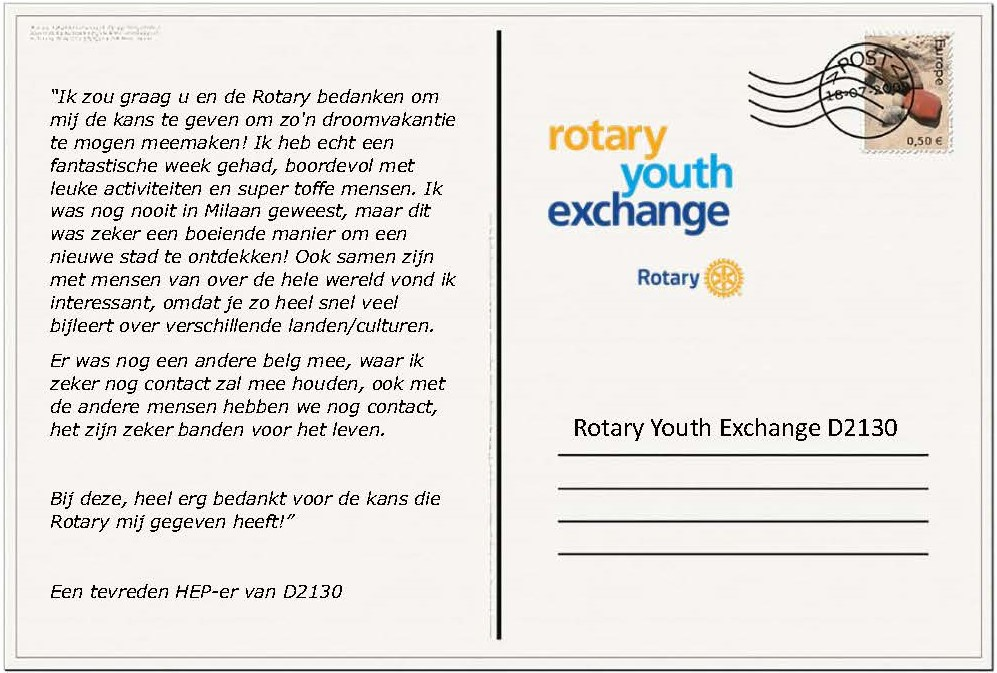 "Ik zou graag u en de Rotary bedanken om
mij de kans te geven om zo'n droomvakantie
te mogen meemaken! Ik heb echt een
fantastische week gehad, boordevol met
leuke activiteiten en super toffe mensen. Ik
was nog nooit in Milaan geweest, maar dit
was zeker een boeiende manier om een
nieuwe stad te ontdekken! Ook samen zijn
met mensen van over de hele wereld vond ik
interessant, omdat je zo heel snel veel
bijleert over verschillende landen/culturen.
Er was nog een andere belg mee, waar ik
zeker nog contact zal mee houden, ook met
de andere mensen hebben we nog contact,
het zijn zeker banden voor het leven.
Bij deze, heel erg bedankt voor de kans die
Rotary mij gegeven heeft!"
Een tevreden HEP-er van D2130
POST
18-07-200
Europe
0,50 €
rotary
youth
exchange
Rotary
Rotary Youth Exchange D2130